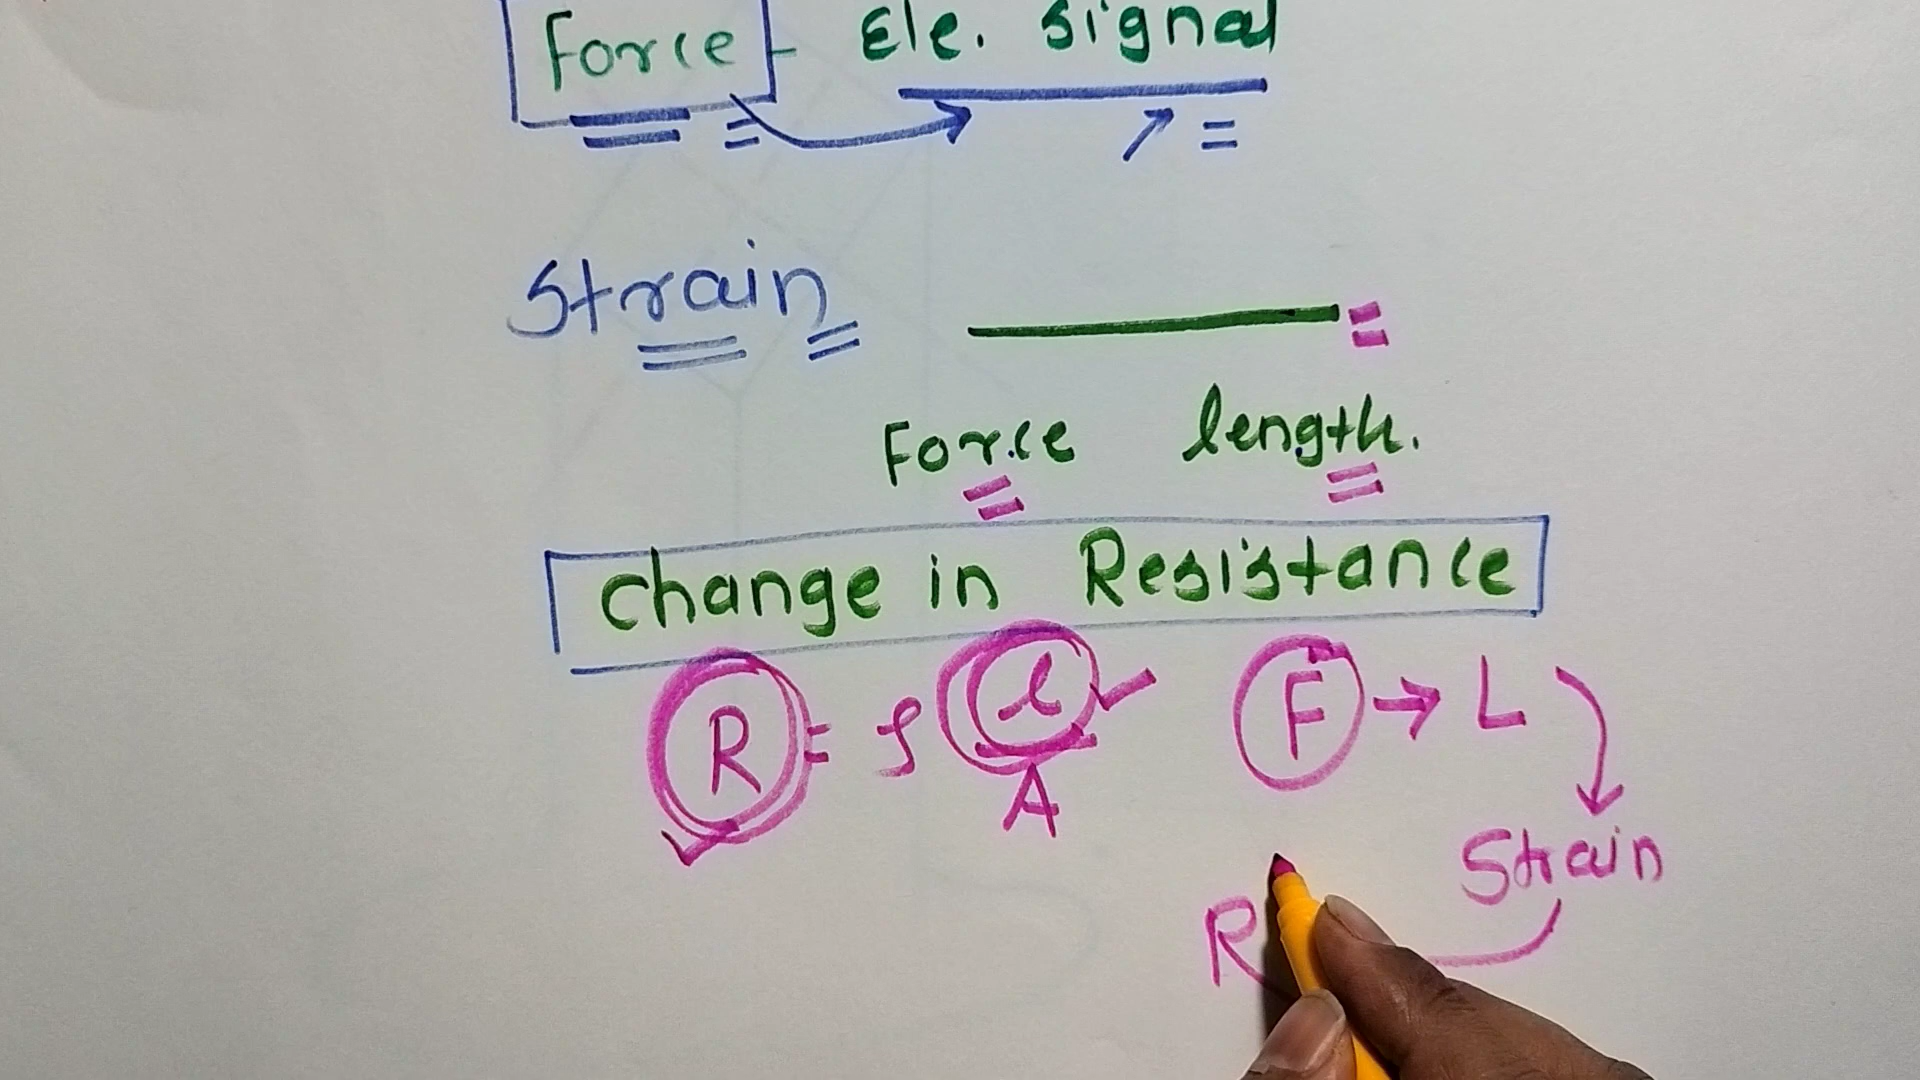 Force - Ele. signal
Strain
Force length.
change in Resistance
R = ρ l / A F → L
Strain
R